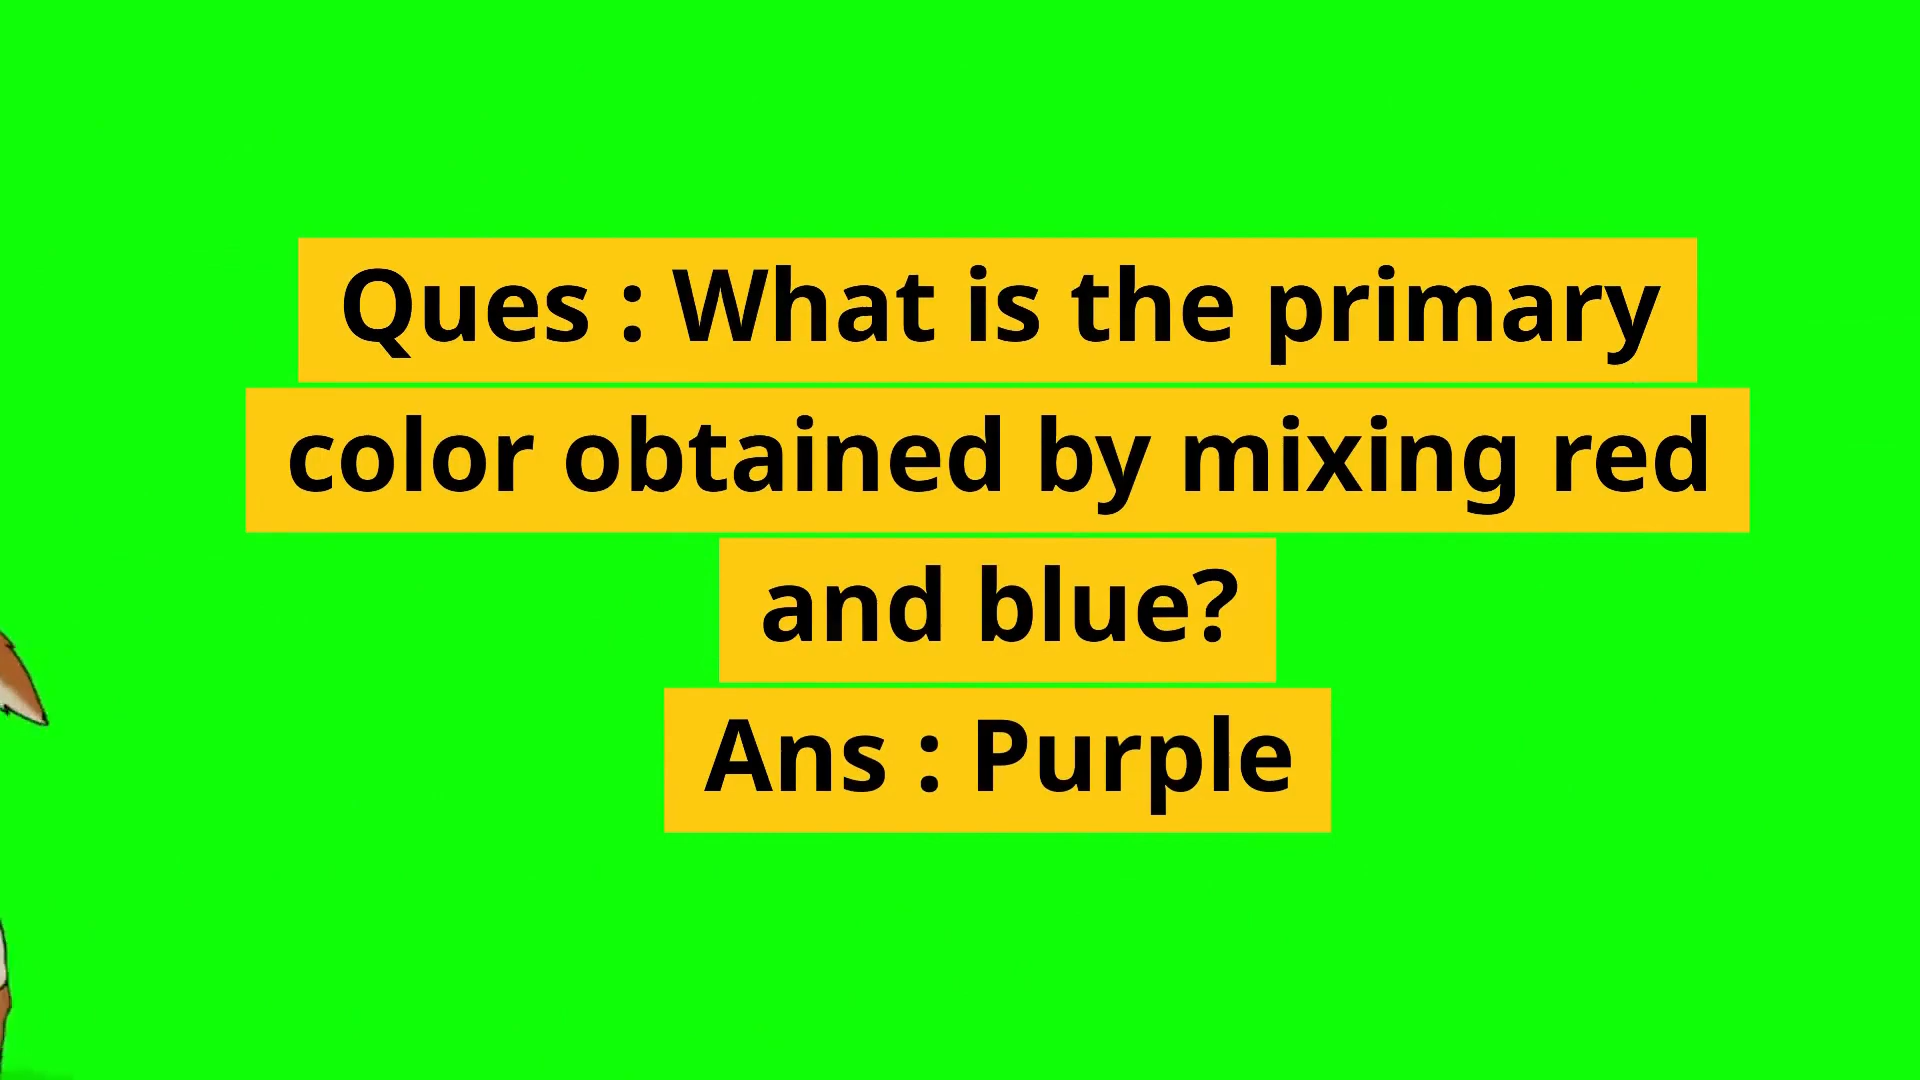 Ques : What is the primary
color obtained by mixing red
and blue?
Ans : Purple